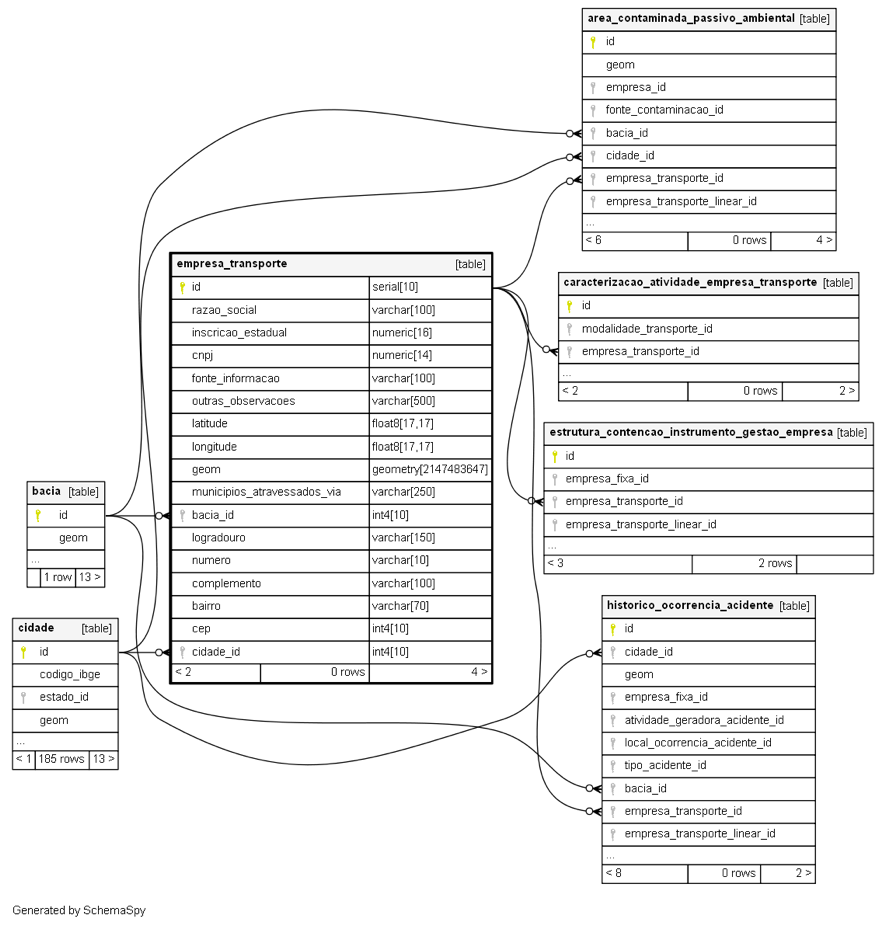 area_contaminada_passivo_ambiental [table]
id
geom
empresa_id
fonte_contaminacao_id
bacia_id
cidade_id
empresa_transporte_id
empresa_transporte_linear_id
...
< 6 0 rows 4 >
empresa_transporte [table]
id serial[10]
razao_social varchar[100]
inscricao_estadual numeric[16]
cnpj numeric[14]
fonte_informacao varchar[100]
outras_observacoes varchar[500]
latitude float8[17,17]
longitude float8[17,17]
geom geometry[2147483647]
municipios_atravessados_via varchar[250]
bacia_id int4[10]
logradouro varchar[150]
numero varchar[10]
complemento varchar[100]
bairro varchar[70]
cep int4[10]
cidade_id int4[10]
< 2 0 rows 4 >
caracterizacao_atividade_empresa_transporte [table]
id
modalidade_transporte_id
empresa_transporte_id
...
< 2 0 rows 2 >
estrutura_contencao_instrumento_gestao_empresa [table]
id
empresa_fixa_id
empresa_transporte_id
empresa_transporte_linear_id
...
< 3 2 rows
bacia [table]
id
geom
...
1 row 13 >
cidade [table]
id
codigo_ibge
estado_id
geom
...
< 1 185 rows 13 >
historico_ocorrencia_acidente [table]
id
cidade_id
geom
empresa_fixa_id
atividade_geradora_acidente_id
local_ocorrencia_acidente_id
tipo_acidente_id
bacia_id
empresa_transporte_id
empresa_transporte_linear_id
...
< 8 0 rows 2 >
Generated by SchemaSpy